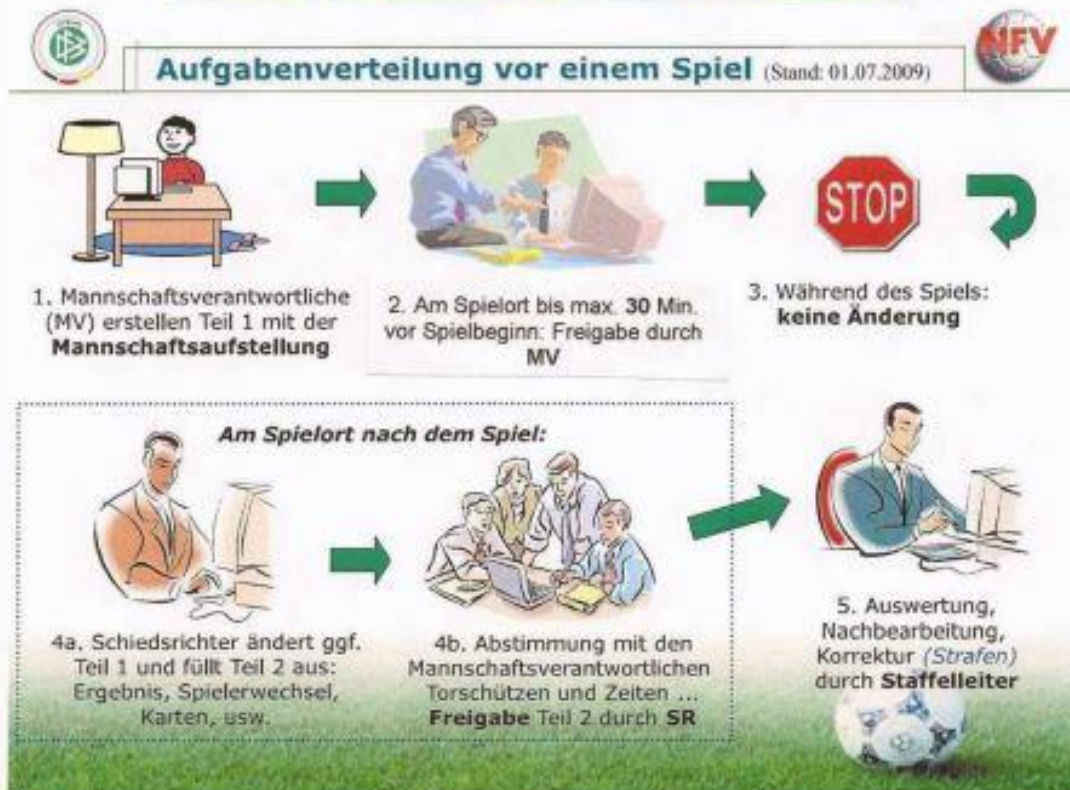 DFB
NFV
Aufgabenverteilung vor einem Spiel (Stand: 01.07.2009)
STOP
1. Mannschaftsverantwortliche
(MV) erstellen Teil 1 mit der
Mannschaftsaufstellung
2. Am Spielort bis max. 30 Min.
vor Spielbeginn: Freigabe durch
MV
3. Während des Spiels:
keine Änderung
Am Spielort nach dem Spiel:
4a. Schiedsrichter ändert ggf.
Teil 1 und füllt Teil 2 aus:
Ergebnis, Spielerwechsel,
Karten, usw.
4b. Abstimmung mit den
Mannschaftsverantwortlichen
Torschützen und Zeiten ...
Freigabe Teil 2 durch SR
5. Auswertung,
Nachbearbeitung,
Korrektur (Strafen)
durch Staffelleiter